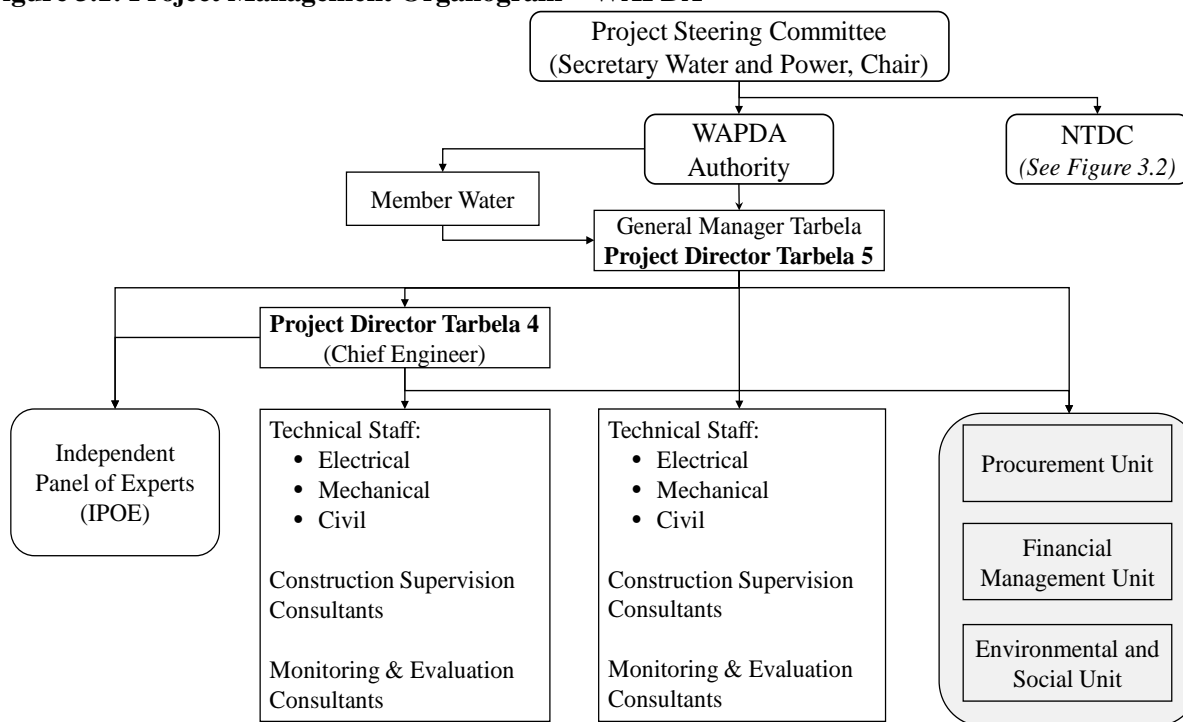 Project Steering Committee
(Secretary Water and Power, Chair)
WAPDA
Authority
NTDC
(See Figure 3.2)
Member Water
General Manager Tarbela
Project Director Tarbela 5
Project Director Tarbela 4
(Chief Engineer)
Independent
Panel of Experts
(IPOE)
Technical Staff:
• Electrical
• Mechanical
• Civil
Construction Supervision
Consultants
Monitoring & Evaluation
Consultants
Technical Staff:
• Electrical
• Mechanical
• Civil
Construction Supervision
Consultants
Monitoring & Evaluation
Consultants
Procurement Unit
Financial
Management Unit
Environmental and
Social Unit